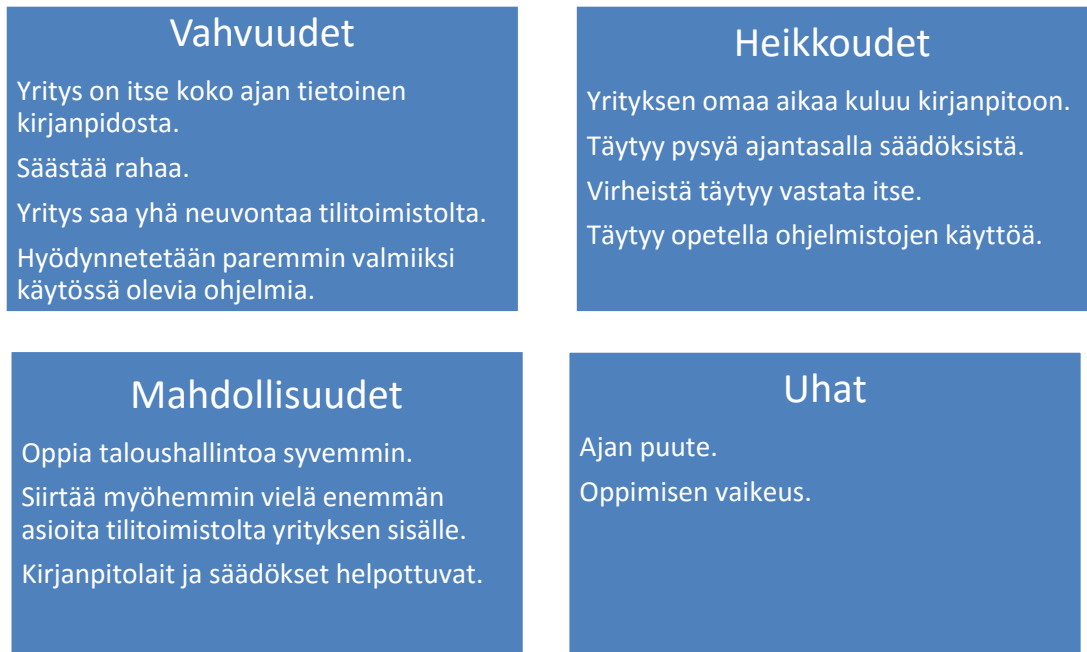 Vahvuudet
Yritys on itse koko ajan tietoinen
kirjanpidosta.
Säästää rahaa.
Yritys saa yhä neuvontaa tilitoimistolta.
Hyödynnetetään paremmin valmiiksi
käytössä olevia ohjelmia.
Heikkoudet
Yrityksen omaa aikaa kuluu kirjanpitoon.
Täytyy pysyä ajantasalla säädöksistä.
Virheistä täytyy vastata itse.
Täytyy opetella ohjelmistojen käyttöä.
Mahdollisuudet
Oppia taloushallintoa syvemmin.
Siirtää myöhemmin vielä enemmän
asioita tilitoimistolta yrityksen sisälle.
Kirjanpitolait ja säädökset helpottuvat.
Uhat
Ajan puute.
Oppimisen vaikeus.